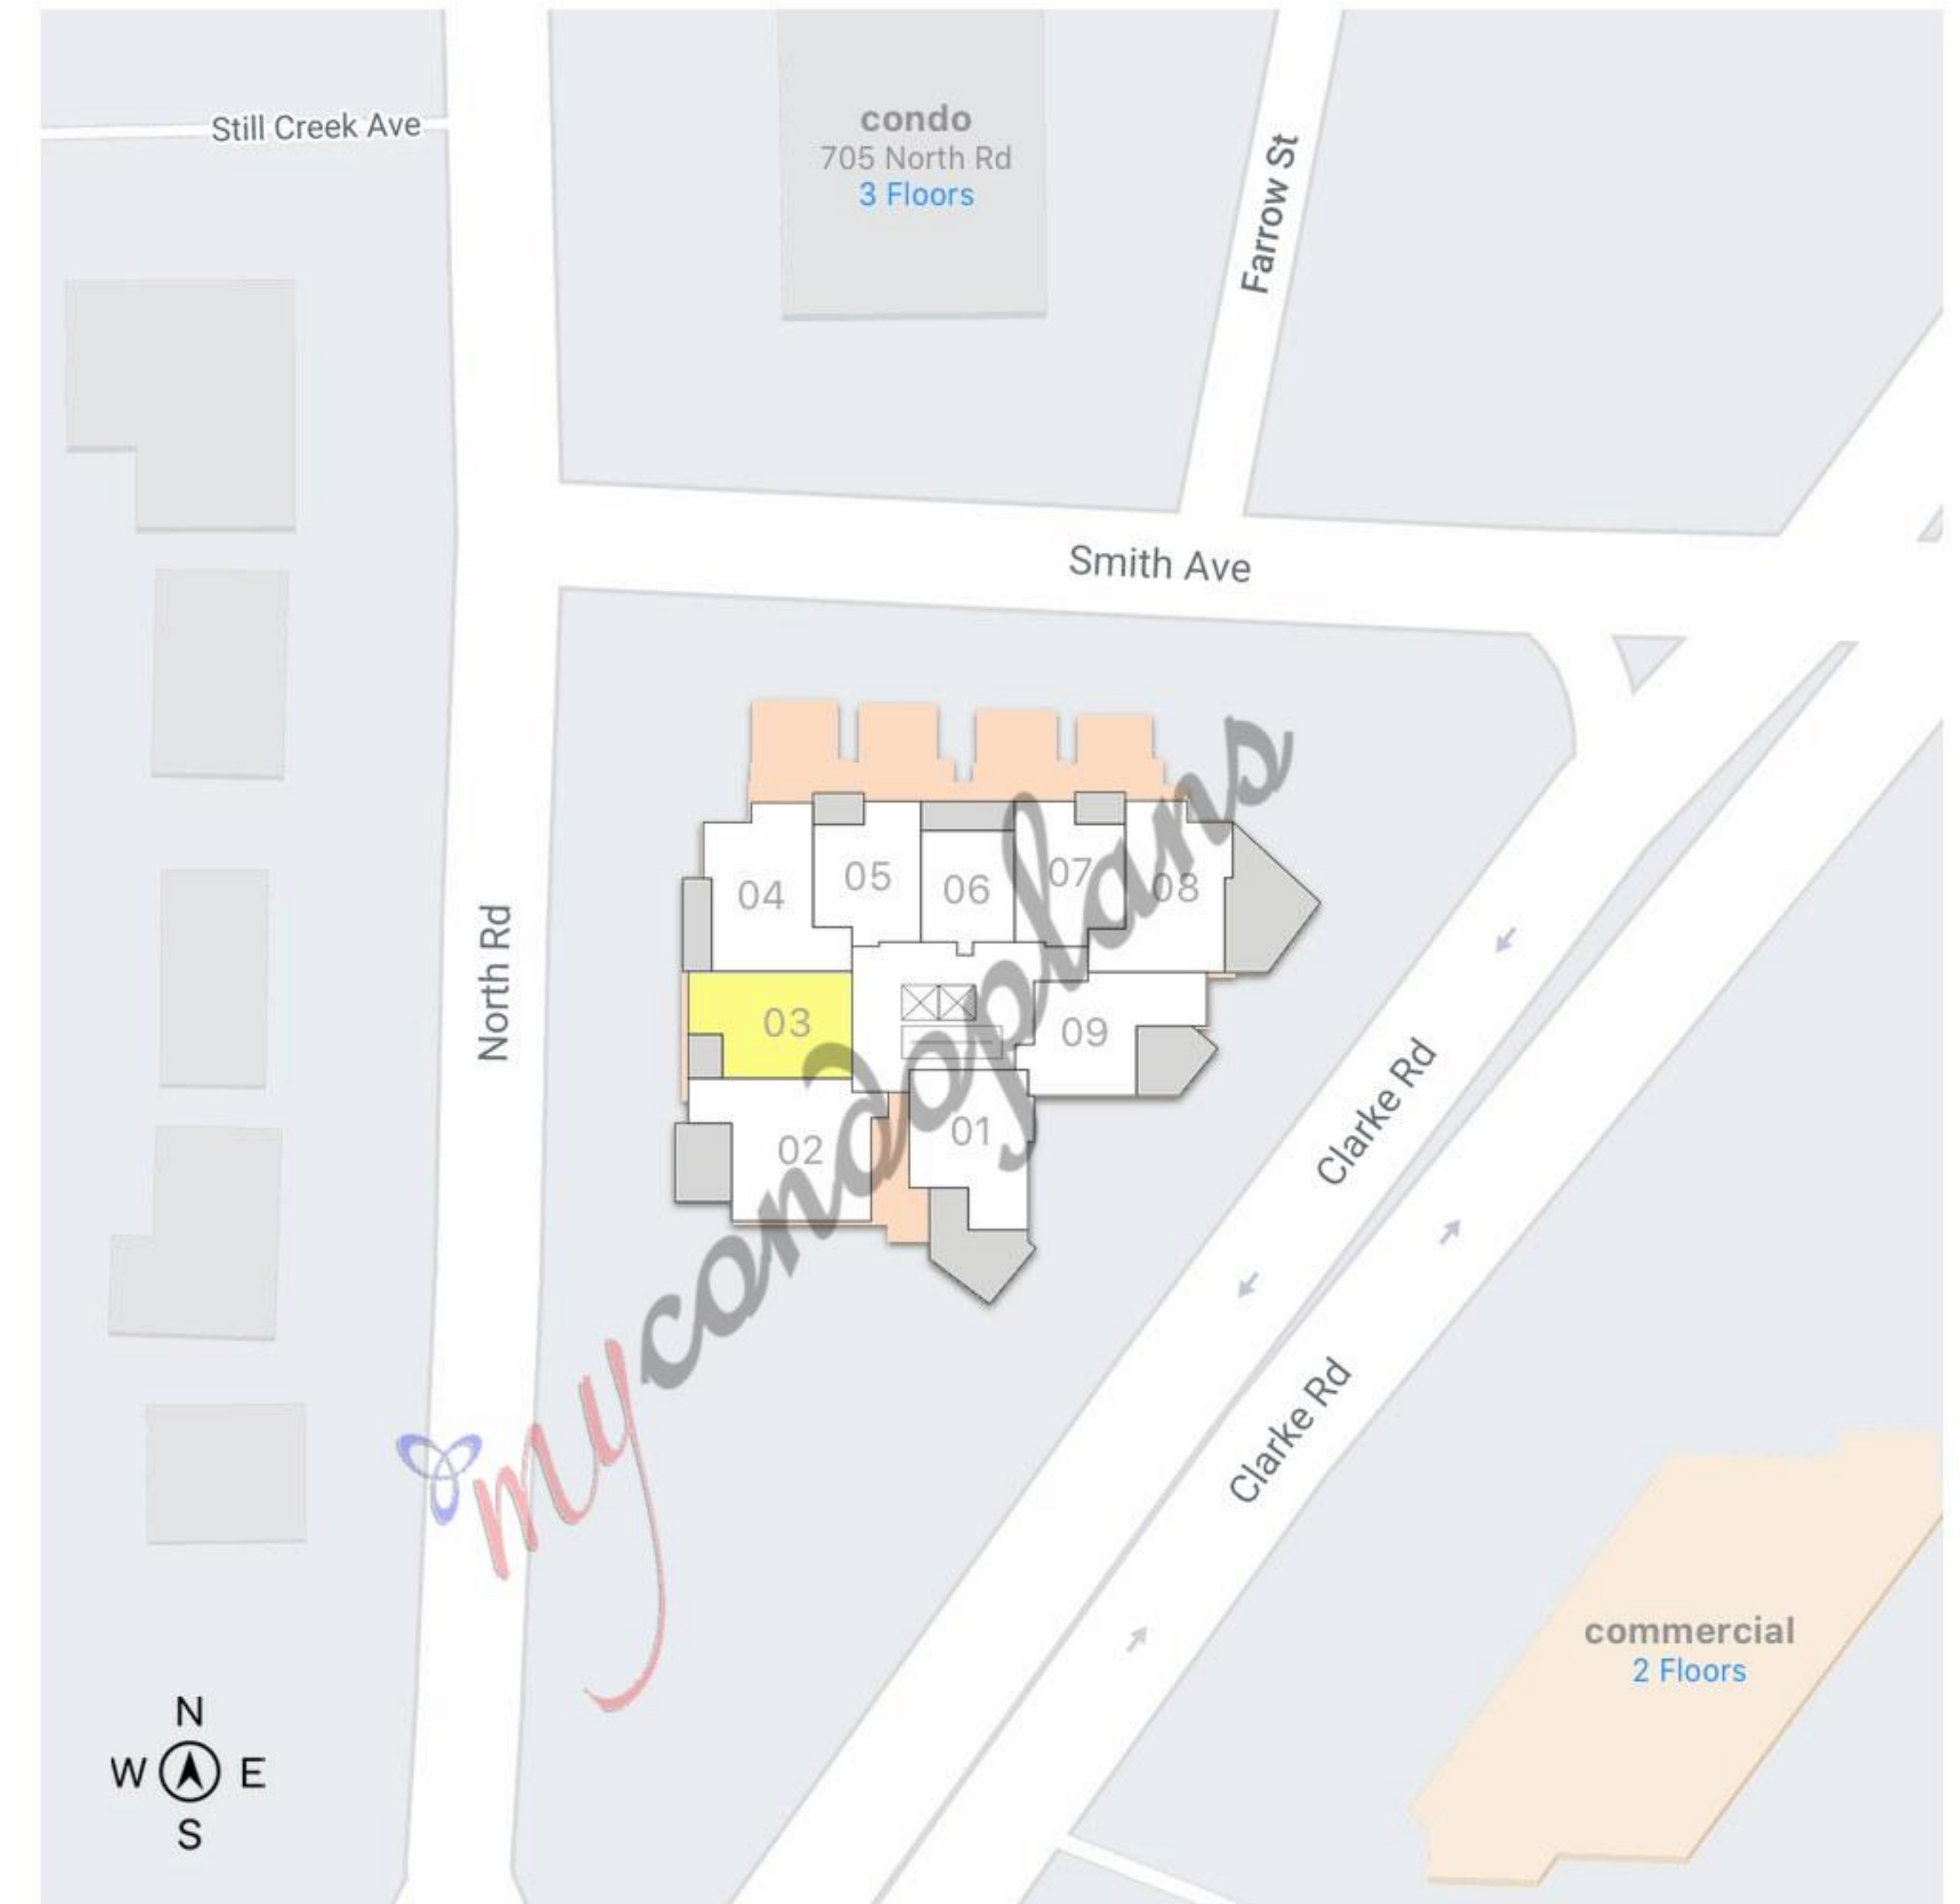 Still Creek Ave
condo
705 North Rd
3 Floors
Farrow St
Smith Ave
North Rd
04
05
06
07
08
03
09
02
01
Clarke Rd
Clarke Rd
mycondoplans
commercial
2 Floors
N
W E
S